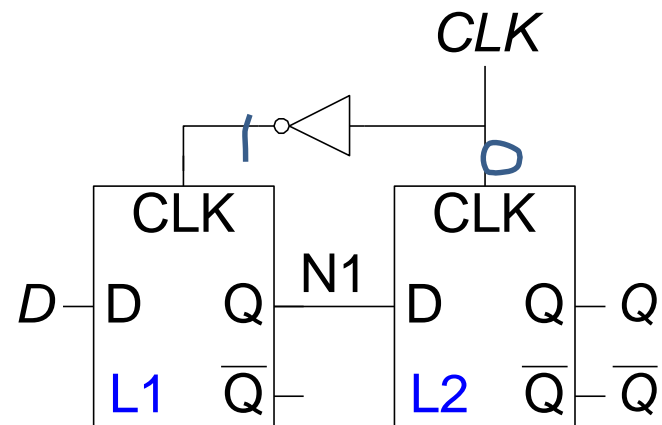 CLK
1 0
CLK CLK
N1
D D Q D Q Q
L1 Q̅ L2 Q̅ Q̅